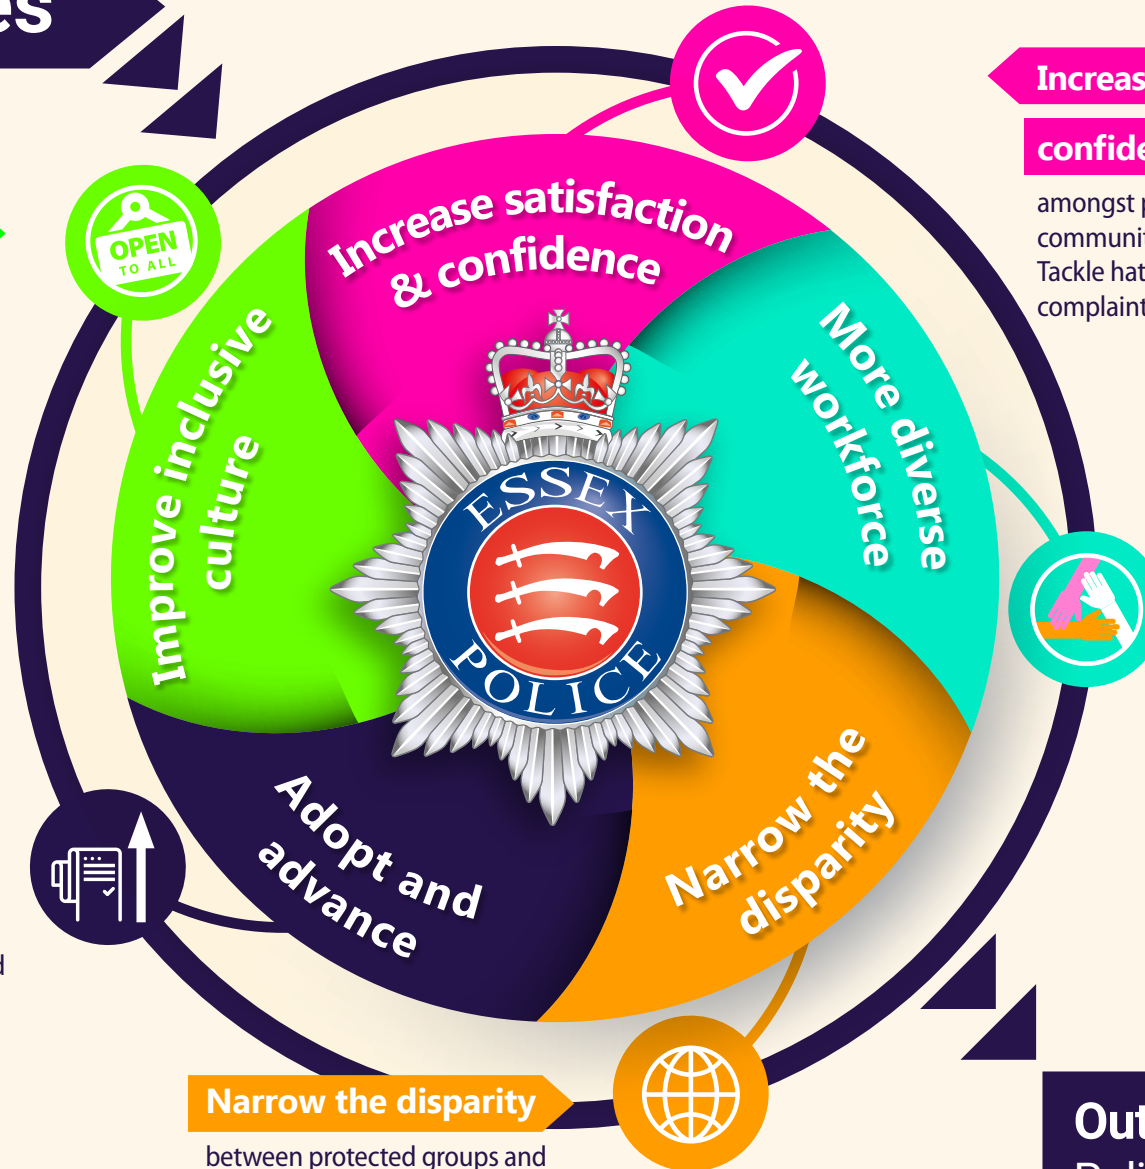 es
Increas
confide
amongst p
communit
Tackle hat
complaint
OPEN
TO ALL
Increase satisfaction
& confidence
More diverse
workforce
Improve inclusive
culture
ESSEX
POLICE
Adopt and
advance
Narrow the
disparity
d
Narrow the disparity
between protected groups and
Out